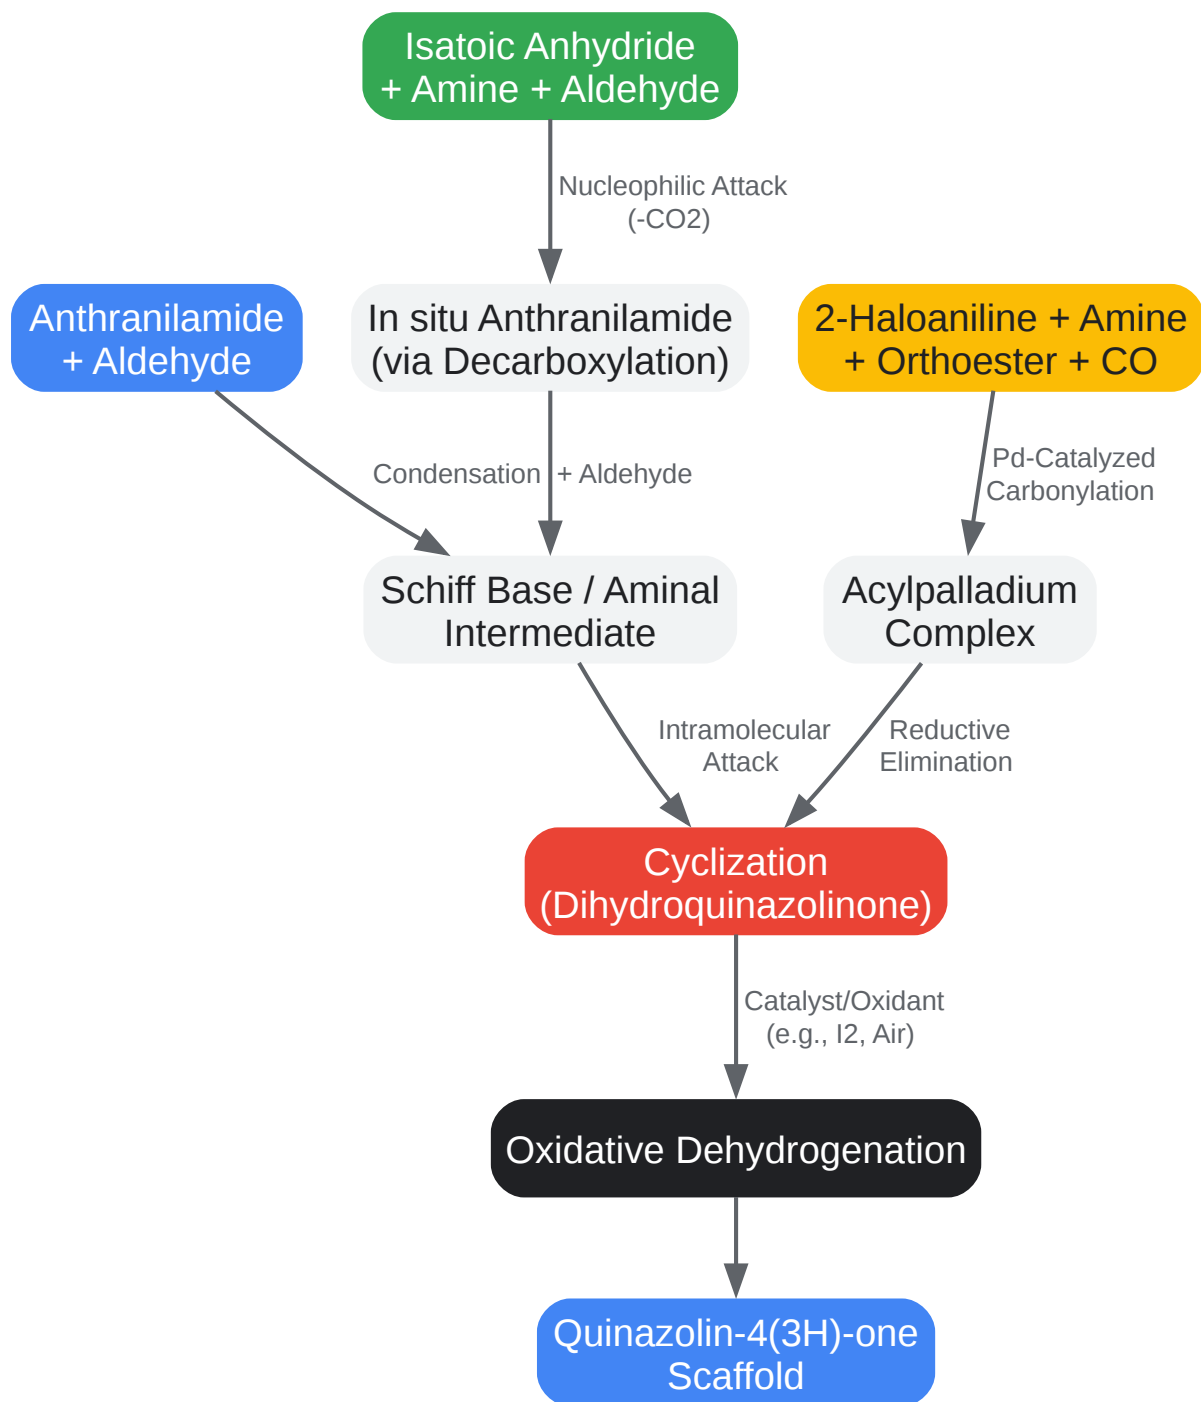 Isatoic Anhydride
+ Amine + Aldehyde
Nucleophilic Attack
(-CO2)
Anthranilamide
+ Aldehyde
In situ Anthranilamide
(via Decarboxylation)
2-Haloaniline + Amine
+ Orthoester + CO
Condensation
+ Aldehyde
Pd-Catalyzed
Carbonylation
Schiff Base / Aminal
Intermediate
Acylpalladium
Complex
Intramolecular
Attack
Reductive
Elimination
Cyclization
(Dihydroquinazolinone)
Catalyst/Oxidant
(e.g., I2, Air)
Oxidative Dehydrogenation
Quinazolin-4(3H)-one
Scaffold